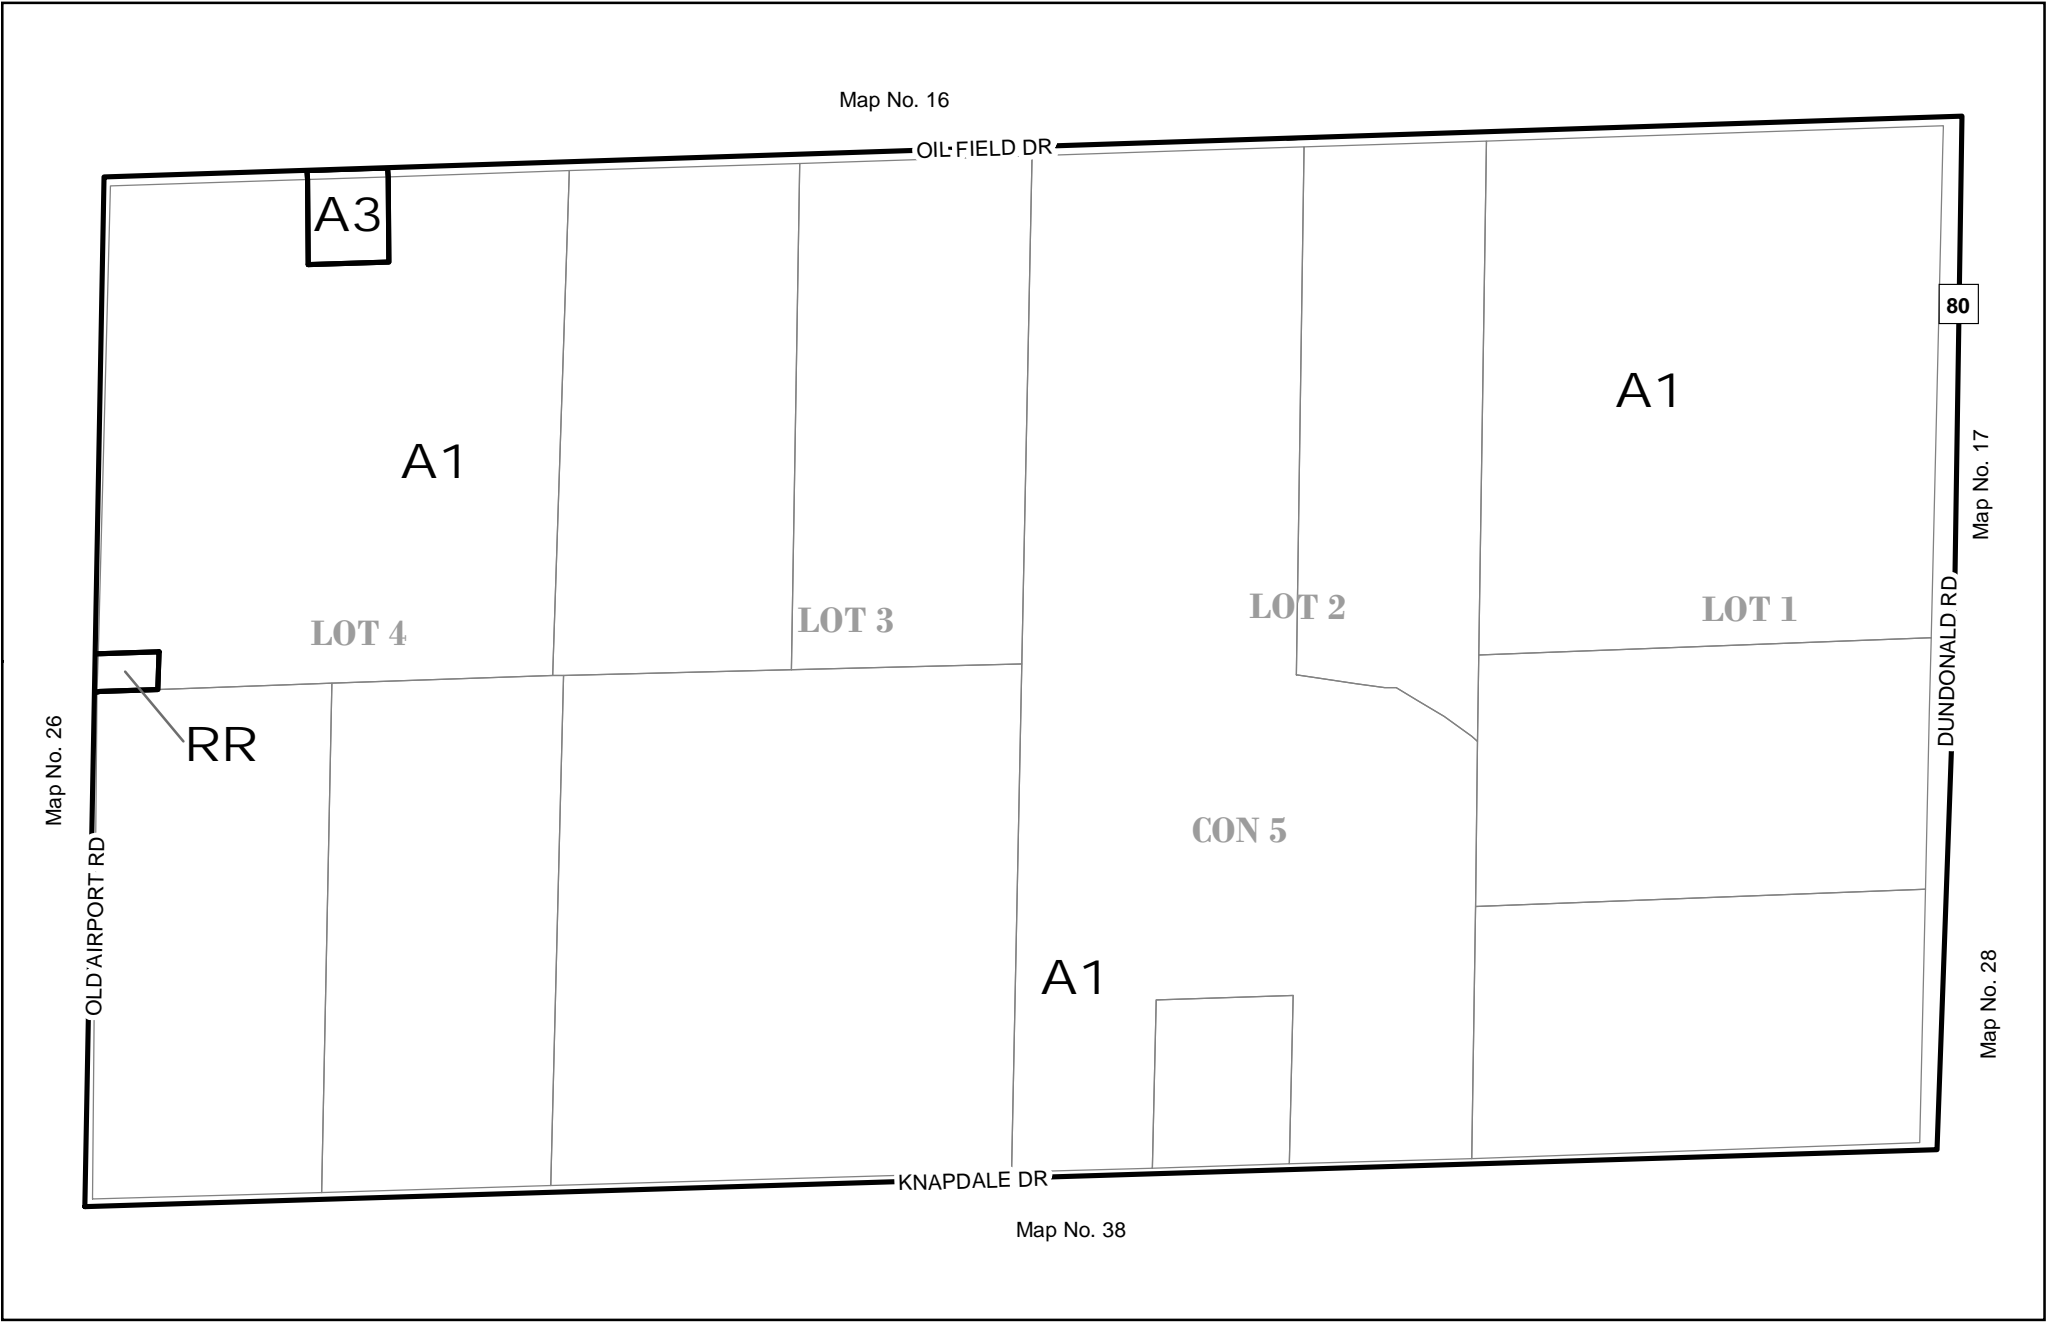 Map No. 16
OIL FIELD DR
A3
80
A1
A1
Map No. 17
LOT 4
LOT 3
LOT 2
LOT 1
DUNDONALD RD
RR
Map No. 26
CON 5
OLD AIRPORT RD
A1
Map No. 28
KNAPDALE DR
Map No. 38